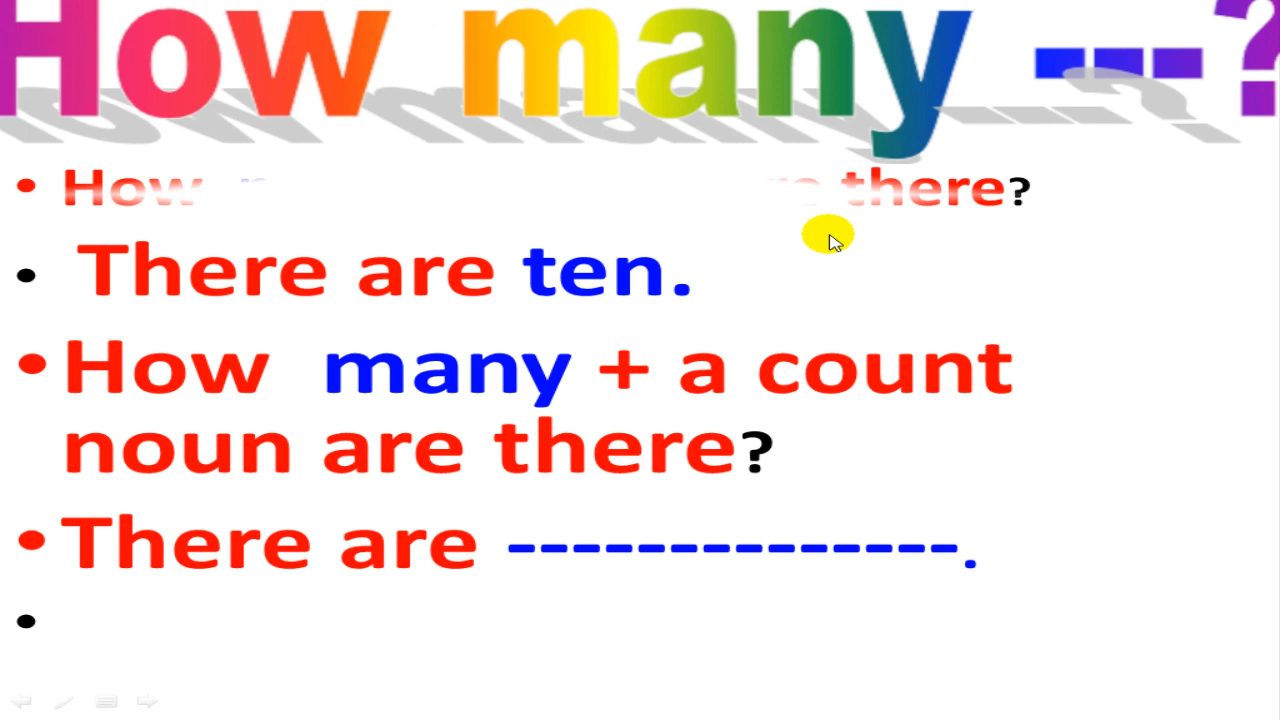 How many ---?
• How there?
• There are ten.
• How many + a count
noun are there?
• There are --------------.
•